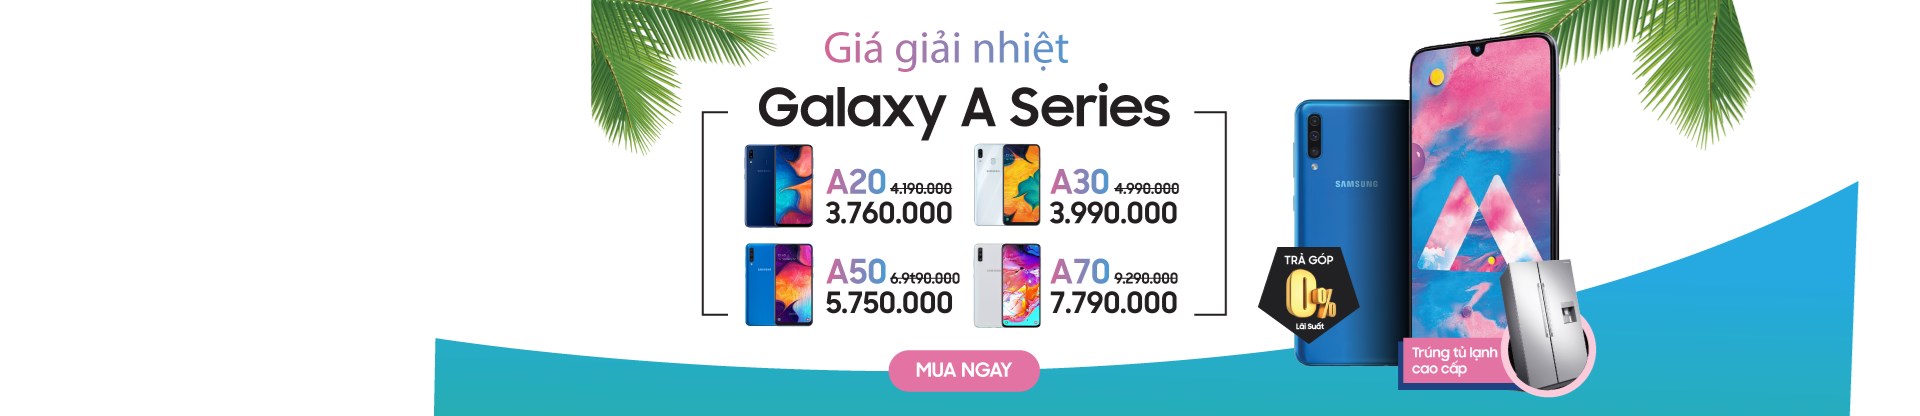 Giá giải nhiệt
Galaxy A Series
A20 4.190.000
3.760.000
A30 4.990.000
3.990.000
A50 6.9t90.000
5.750.000
A70 9.290.000
7.790.000
MUA NGAY
SAMSUNG
TRẢ GÓP
0%
Lãi Suất
Trúng tủ lạnh
cao cấp